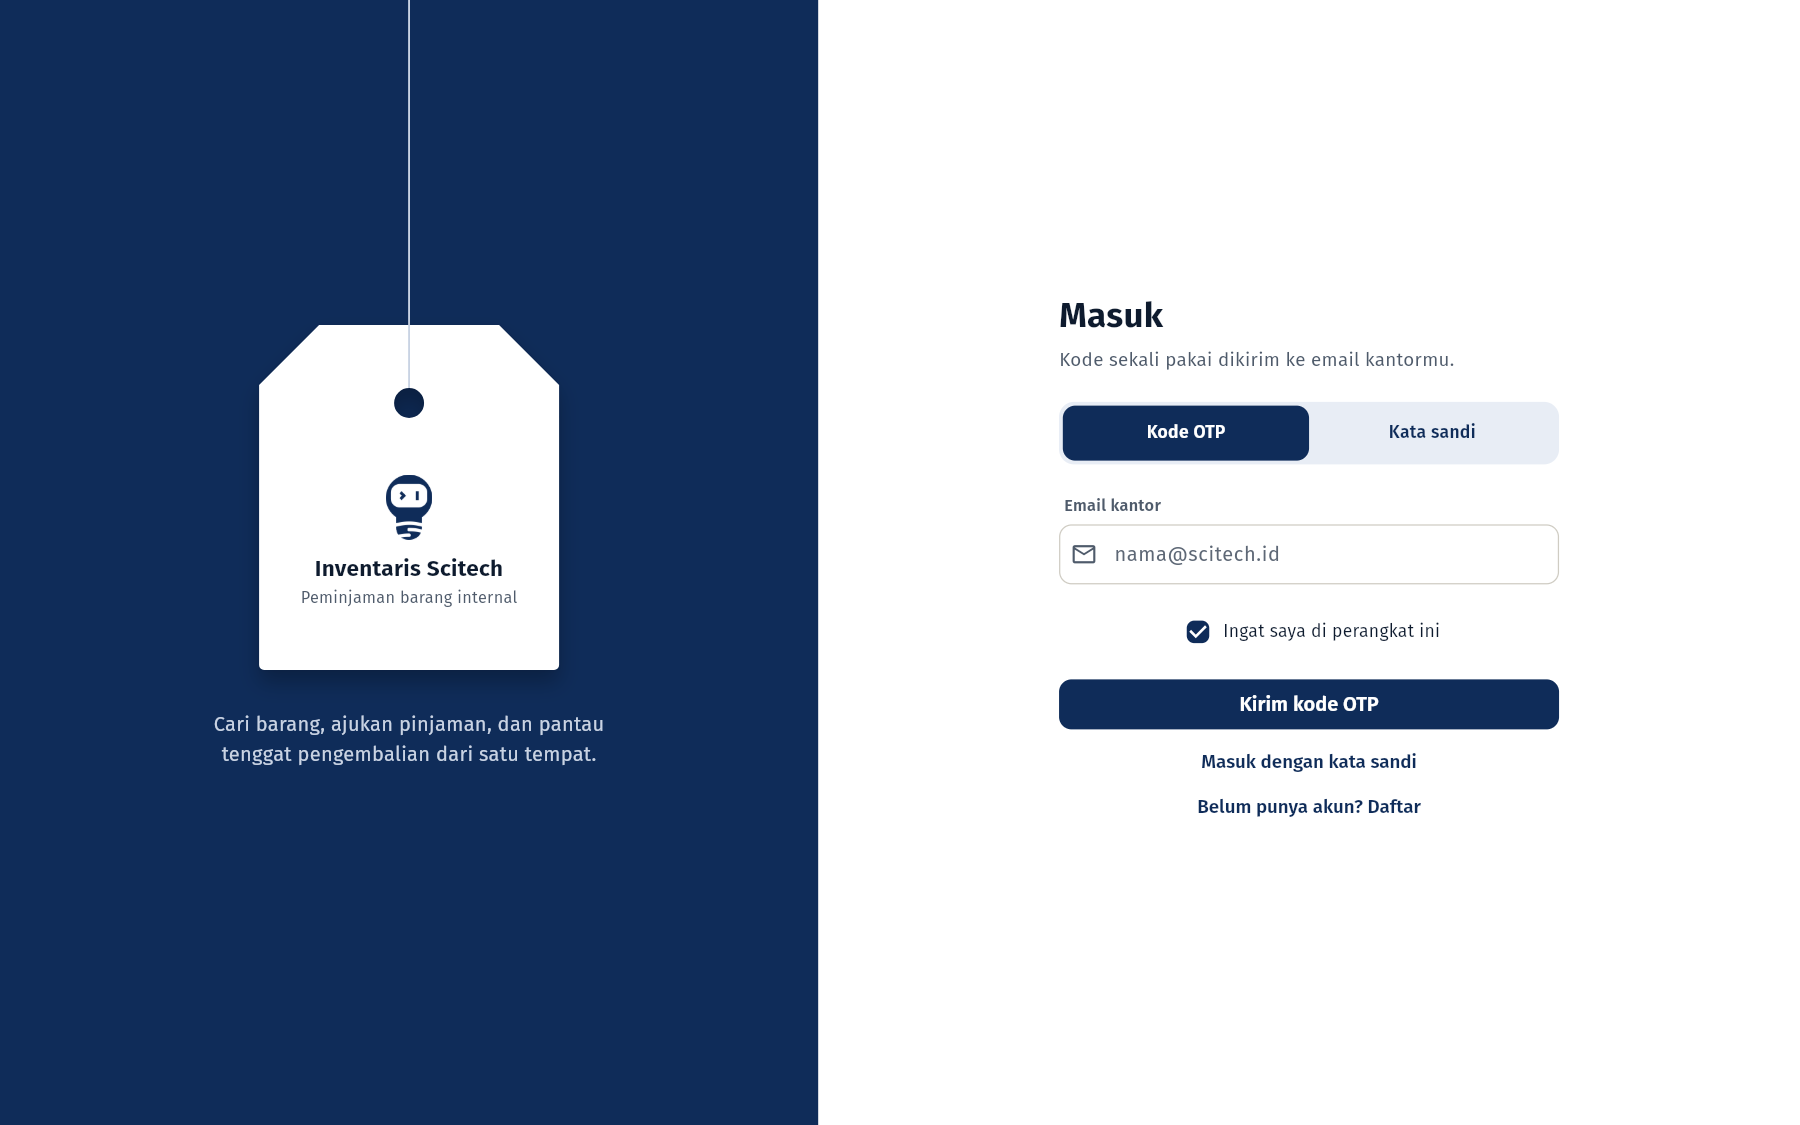 Inventaris Scitech
Peminjaman barang internal
Cari barang, ajukan pinjaman, dan pantau
tenggat pengembalian dari satu tempat.
Masuk
Kode sekali pakai dikirim ke email kantormu.
Kode OTP
Kata sandi
Email kantor
nama@scitech.id
Ingat saya di perangkat ini
Kirim kode OTP
Masuk dengan kata sandi
Belum punya akun? Daftar